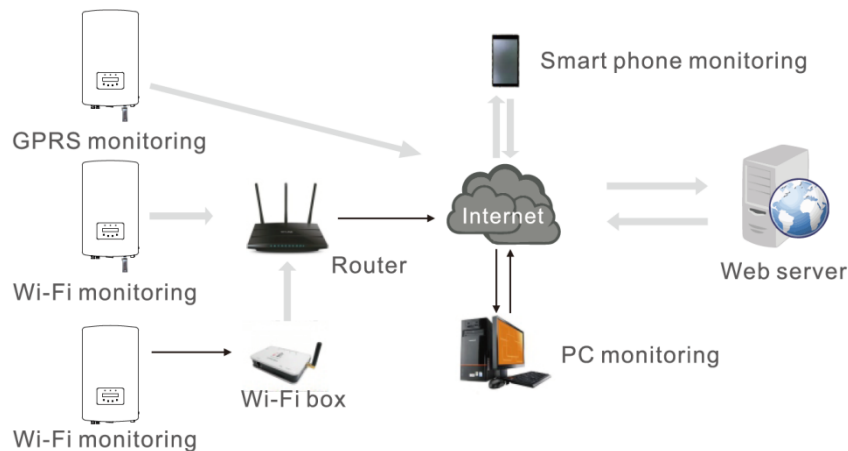 Smart phone monitoring
GPRS monitoring
Internet
Router
Web server
Wi-Fi monitoring
PC monitoring
Wi-Fi box
Wi-Fi monitoring